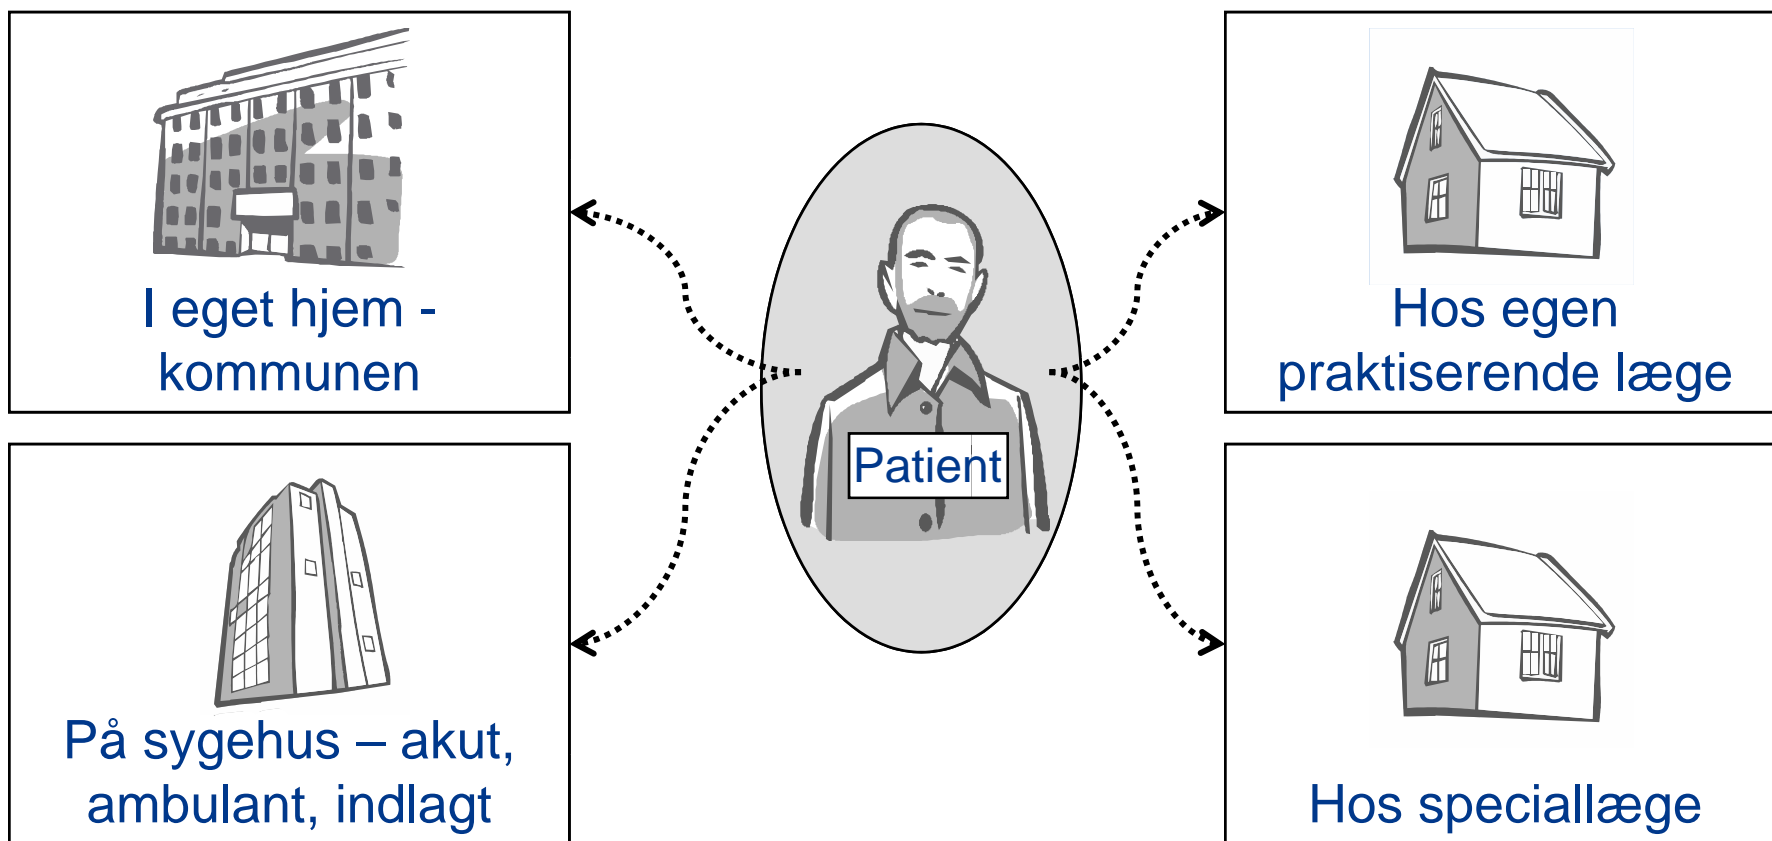 I eget hjem -
kommunen
Hos egen
praktiserende læge
Patient
På sygehus – akut,
ambulant, indlagt
Hos speciallæge